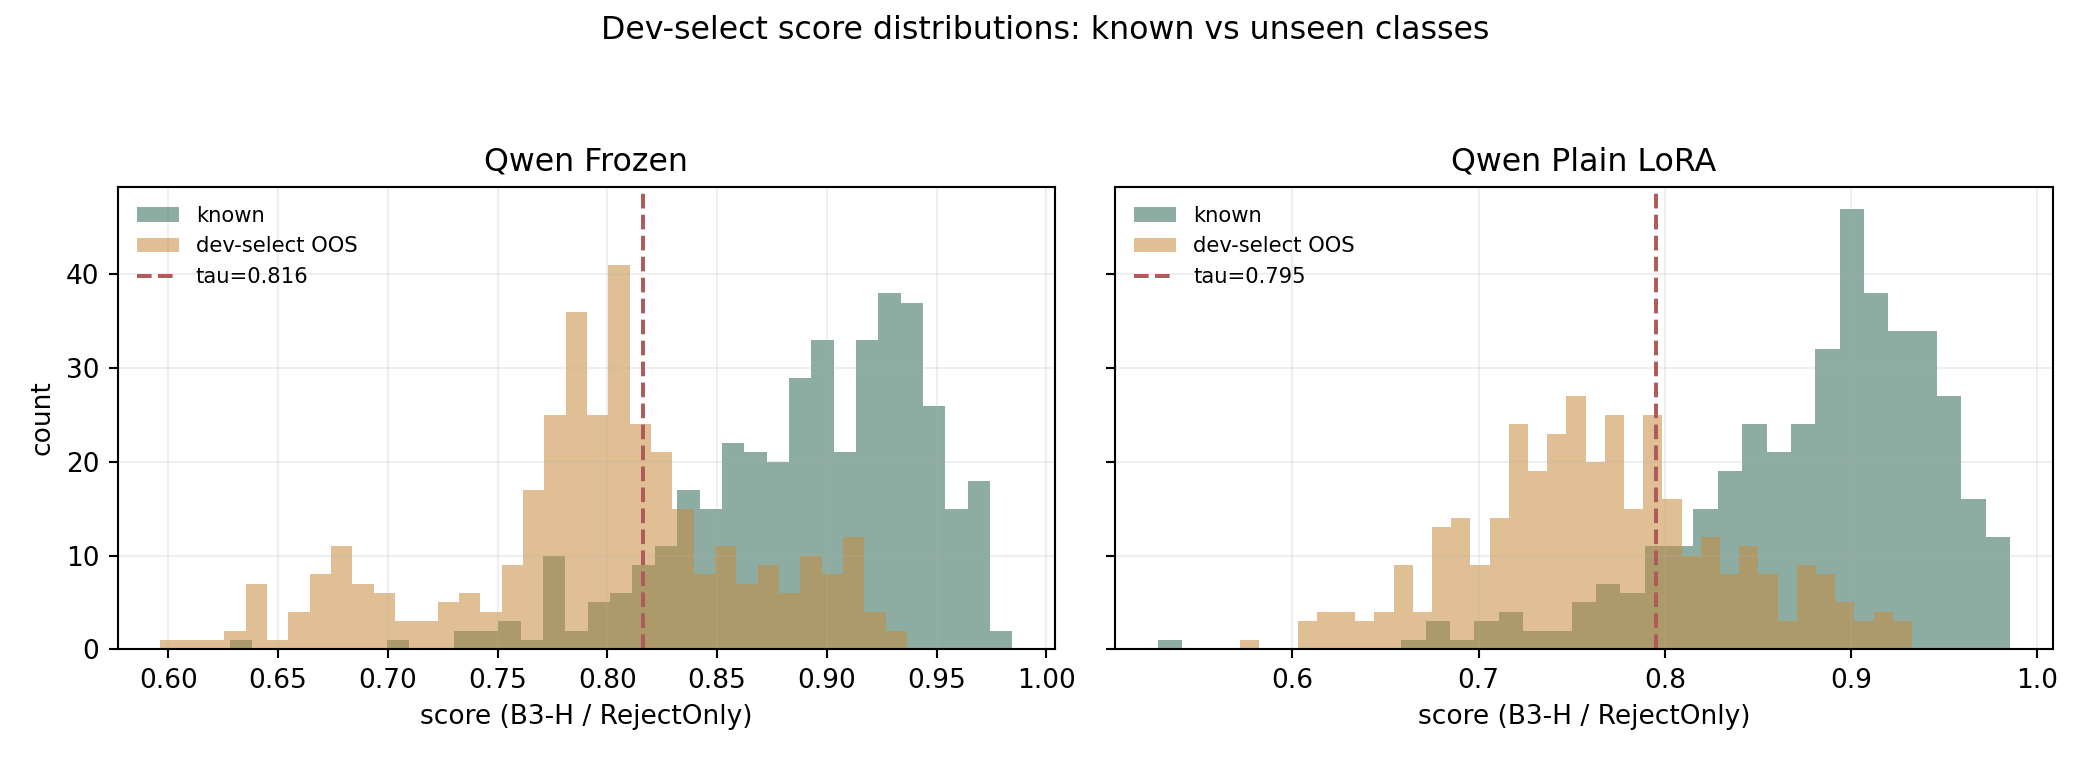 Dev-select score distributions: known vs unseen classes
Qwen Frozen
known
dev-select OOS
tau=0.816
count
40
30
20
10
0
0.60 0.65 0.70 0.75 0.80 0.85 0.90 0.95 1.00
score (B3-H / RejectOnly)
Qwen Plain LoRA
known
dev-select OOS
tau=0.795
0.6 0.7 0.8 0.9 1.0
score (B3-H / RejectOnly)